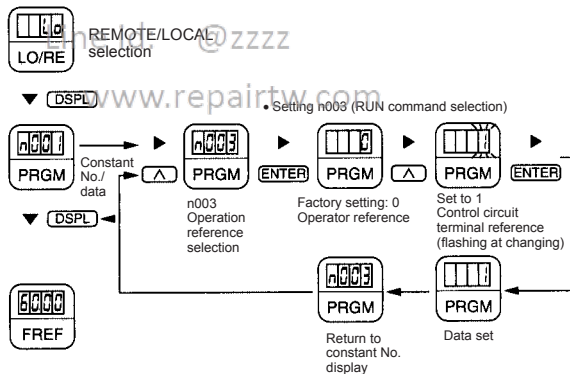 Lo
LO/RE
REMOTE/LOCAL
selection
Line Id: @zzzz
DSPL
www.repairtw.com
• Setting n003 (RUN command selection)
n001
PRGM
Constant
No./
data
n003
PRGM
n003
Operation
reference
selection
ENTER
0
PRGM
Factory setting: 0
Operator reference
1
PRGM
Set to 1
Control circuit
terminal reference
(flashing at changing)
ENTER
DSPL
1
PRGM
Data set
n003
PRGM
Return to
constant No.
display
6000
FREF